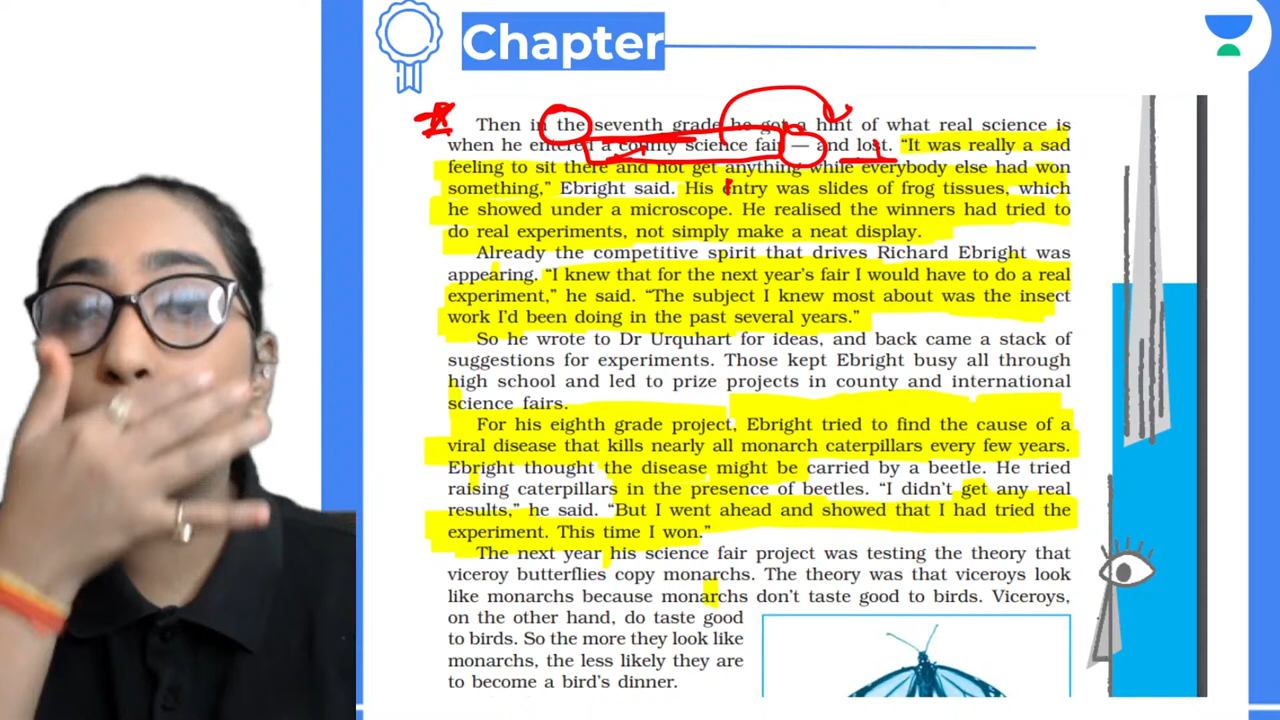 Chapter
Then in the seventh grade he got a hint of what real science is
when he entered a county science fair — and lost. “It was really a sad
feeling to sit there and not get anything while everybody else had won
something,” Ebright said. His entry was slides of frog tissues, which
he showed under a microscope. He realised the winners had tried to
do real experiments, not simply make a neat display.
Already the competitive spirit that drives Richard Ebright was
appearing. “I knew that for the next year’s fair I would have to do a real
experiment,” he said. “The subject I knew most about was the insect
work I’d been doing in the past several years.”
So he wrote to Dr Urquhart for ideas, and back came a stack of
suggestions for experiments. Those kept Ebright busy all through
high school and led to prize projects in county and international
science fairs.
For his eighth grade project, Ebright tried to find the cause of a
viral disease that kills nearly all monarch caterpillars every few years.
Ebright thought the disease might be carried by a beetle. He tried
raising caterpillars in the presence of beetles. “I didn’t get any real
results,” he said. “But I went ahead and showed that I had tried the
experiment. This time I won.”
The next year his science fair project was testing the theory that
viceroy butterflies copy monarchs. The theory was that viceroys look
like monarchs because monarchs don’t taste good to birds. Viceroys,
on the other hand, do taste good
to birds. So the more they look like
monarchs, the less likely they are
to become a bird’s dinner.